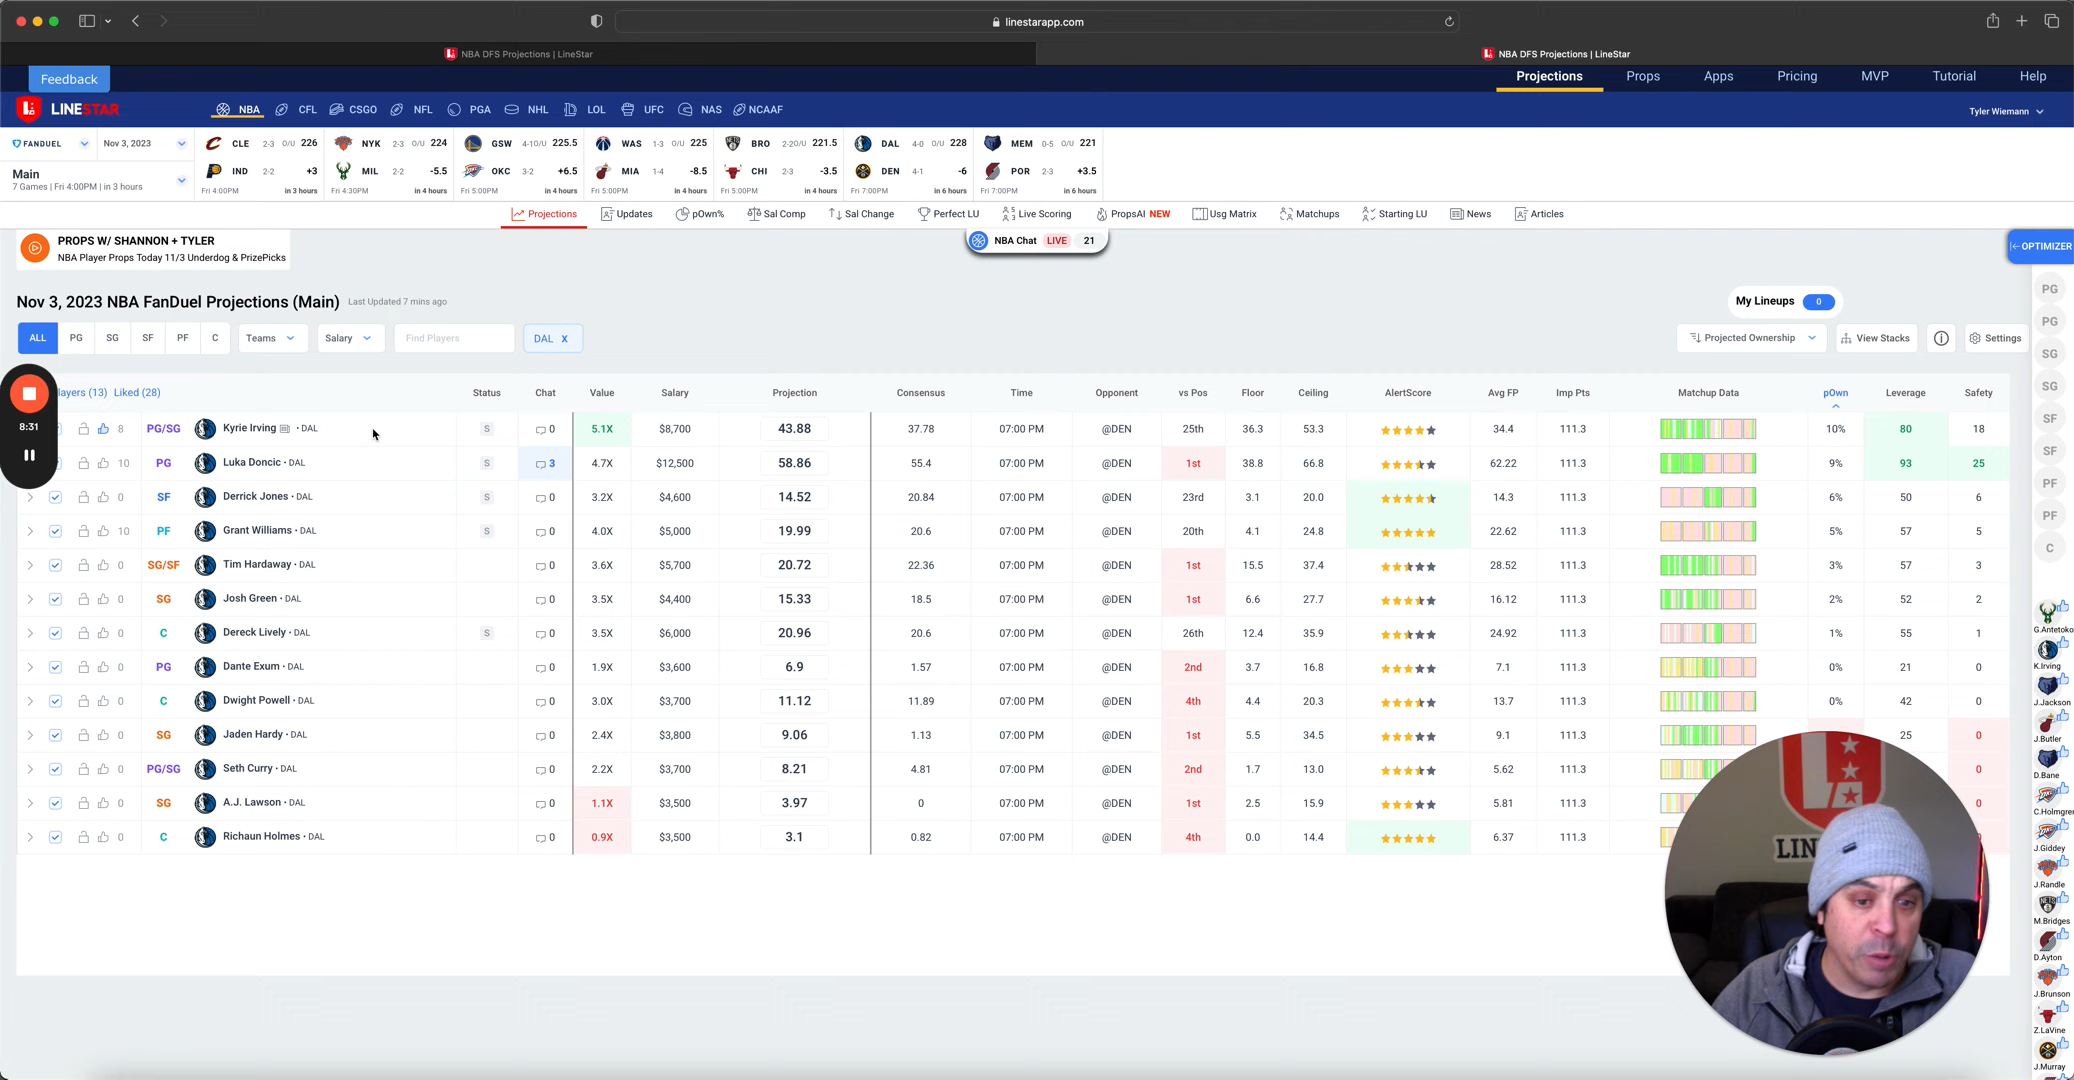 linestarapp.com
NBA DFS Projections | LineStar
NBA DFS Projections | LineStar
Feedback
Projections Props Apps Pricing MVP Tutorial Help
LINESTAR NBA CFL CSGO NFL PGA NHL LOL UFC NAS NCAAF Tyler Wiemann
FANDUEL Nov 3, 2023
Main
7 Games | Fri 4:00PM | in 3 hours
CLE 2-3 O/U 226
IND 2-2 +3
Fri 4:00PM in 3 hours
NYK 2-3 O/U 224
MIL 2-2 -5.5
Fri 4:30PM in 4 hours
GSW 4-1O/U 225.5
OKC 3-2 +6.5
Fri 5:00PM in 4 hours
WAS 1-3 O/U 225
MIA 1-4 -8.5
Fri 5:00PM in 4 hours
BRO 2-2O/U 221.5
CHI 2-3 -3.5
Fri 5:00PM in 4 hours
DAL 4-0 O/U 228
DEN 4-1 -6
Fri 7:00PM in 6 hours
MEM 0-5 O/U 221
POR 2-3 +3.5
Fri 7:00PM in 6 hours
Projections Updates pOwn% Sal Comp Sal Change Perfect LU Live Scoring PropsAI NEW Usg Matrix Matchups Starting LU News Articles
PROPS W/ SHANNON + TYLER
NBA Player Props Today 11/3 Underdog & PrizePicks
NBA Chat LIVE 21
OPTIMIZER
Nov 3, 2023 NBA FanDuel Projections (Main) Last Updated 7 mins ago
My Lineups 0
ALL PG SG SF PF C Teams Salary Find Players DAL X
Projected Ownership View Stacks Settings
layers (13) Liked (28) Status Chat Value Salary Projection Consensus Time Opponent vs Pos Floor Ceiling AlertScore Avg FP Imp Pts Matchup Data pOwn Leverage Safety
8 PG/SG Kyrie Irving • DAL S 0 5.1X $8,700 43.88 37.78 07:00 PM @DEN 25th 36.3 53.3 34.4 111.3 10% 80 18
10 PG Luka Doncic • DAL S 3 4.7X $12,500 58.86 55.4 07:00 PM @DEN 1st 38.8 66.8 62.22 111.3 9% 93 25
0 SF Derrick Jones • DAL S 0 3.2X $4,600 14.52 20.84 07:00 PM @DEN 23rd 3.1 20.0 14.3 111.3 6% 50 6
10 PF Grant Williams • DAL S 0 4.0X $5,000 19.99 20.6 07:00 PM @DEN 20th 4.1 24.8 22.62 111.3 5% 57 5
0 SG/SF Tim Hardaway • DAL 0 3.6X $5,700 20.72 22.36 07:00 PM @DEN 1st 15.5 37.4 28.52 111.3 3% 57 3
0 SG Josh Green • DAL 0 3.5X $4,400 15.33 18.5 07:00 PM @DEN 1st 6.6 27.7 16.12 111.3 2% 52 2
0 C Dereck Lively • DAL S 0 3.5X $6,000 20.96 20.6 07:00 PM @DEN 26th 12.4 35.9 24.92 111.3 1% 55 1
0 PG Dante Exum • DAL 0 1.9X $3,600 6.9 1.57 07:00 PM @DEN 2nd 3.7 16.8 7.1 111.3 0% 21 0
0 C Dwight Powell • DAL 0 3.0X $3,700 11.12 11.89 07:00 PM @DEN 4th 4.4 20.3 13.7 111.3 0% 42 0
0 SG Jaden Hardy • DAL 0 2.4X $3,800 9.06 1.13 07:00 PM @DEN 1st 5.5 34.5 9.1 111.3 25 0
0 PG/SG Seth Curry • DAL 0 2.2X $3,700 8.21 4.81 07:00 PM @DEN 2nd 1.7 13.0 5.62 111.3 0
0 SG A.J. Lawson • DAL 0 1.1X $3,500 3.97 0 07:00 PM @DEN 1st 2.5 15.9 5.81 111.3 0
0 C Richaun Holmes • DAL 0 0.9X $3,500 3.1 0.82 07:00 PM @DEN 4th 0.0 14.4 6.37 111.3
8:31
PG
PG
SG
SG
SF
SF
PF
PF
C
G.Antetoko
K.Irving
J.Jackson
J.Butler
D.Bane
C.Holmgren
J.Giddey
J.Randle
M.Bridges
D.Ayton
J.Brunson
Z.LaVine
J.Murray
LIN